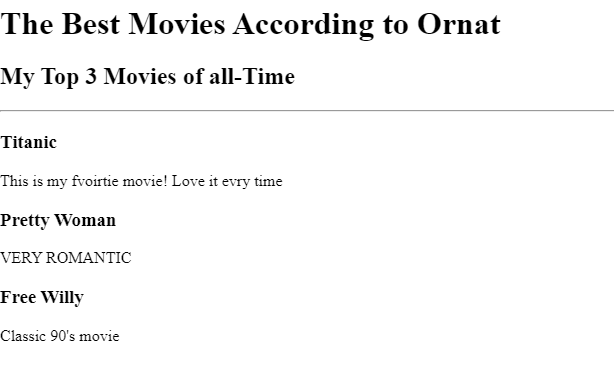 The Best Movies According to Ornat
My Top 3 Movies of all-Time
Titanic
This is my fvoirtie movie! Love it evry time
Pretty Woman
VERY ROMANTIC
Free Willy
Classic 90's movie